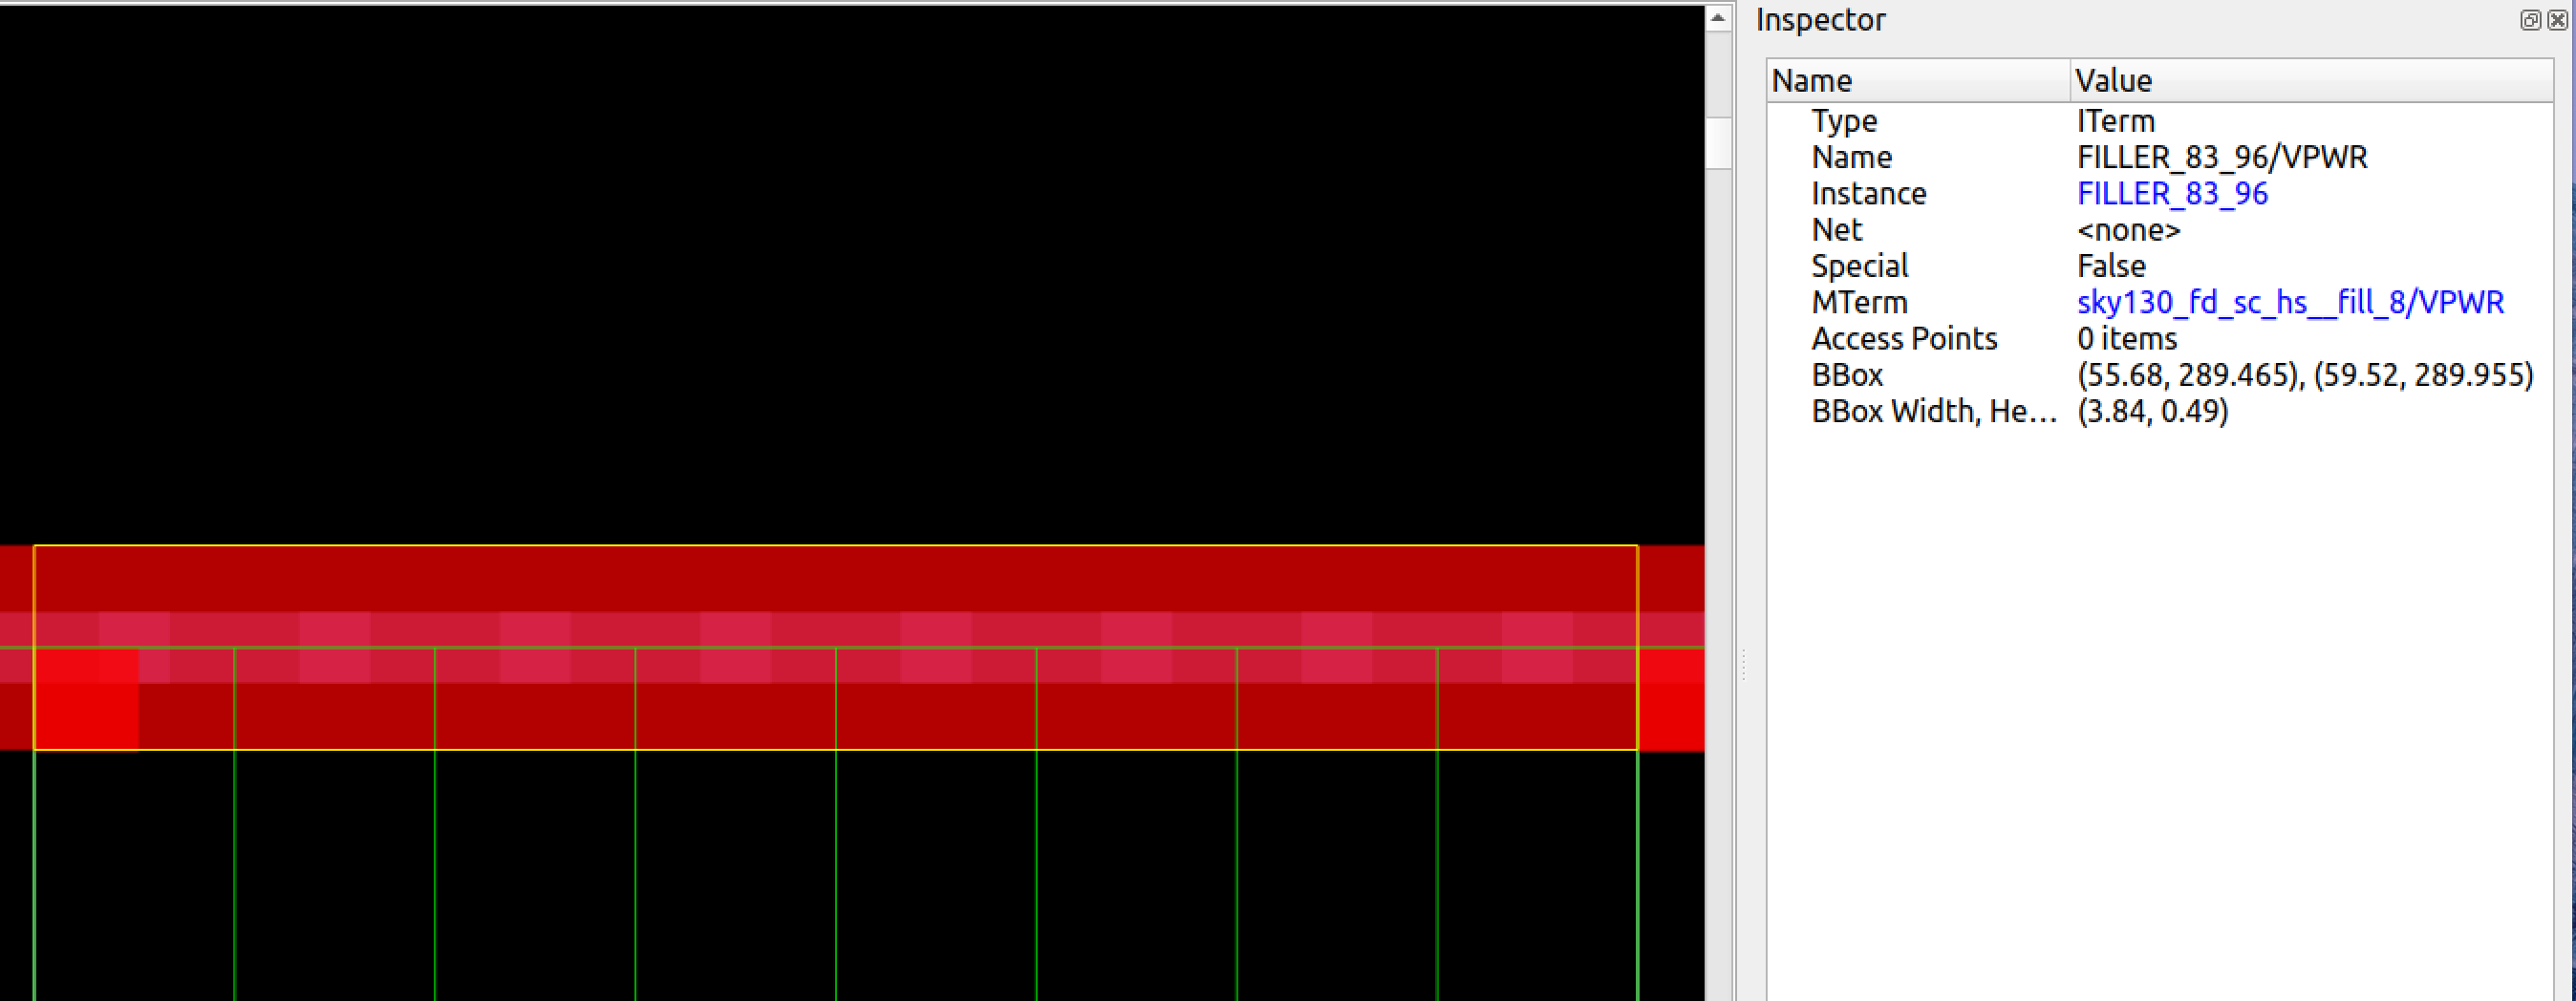 Inspector
Name Value
Type ITerm
Name FILLER_83_96/VPWR
Instance FILLER_83_96
Net <none>
Special False
MTerm sky130_fd_sc_hs__fill_8/VPWR
Access Points 0 items
BBox (55.68, 289.465), (59.52, 289.955)
BBox Width, He... (3.84, 0.49)